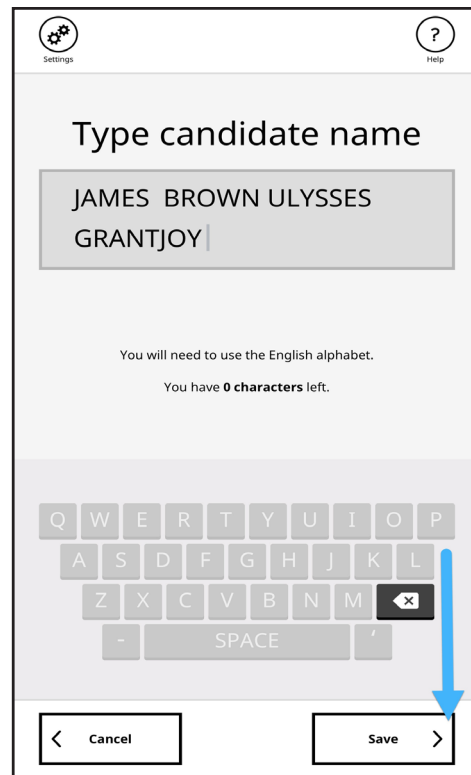 Settings
?
Help
Type candidate name
JAMES  BROWN ULYSSES
GRANTJOY
You will need to use the English alphabet.
You have 0 characters left.
Q W E R T Y U I O P
A S D F G H J K L
Z X C V B N M
- SPACE '
Cancel
Save